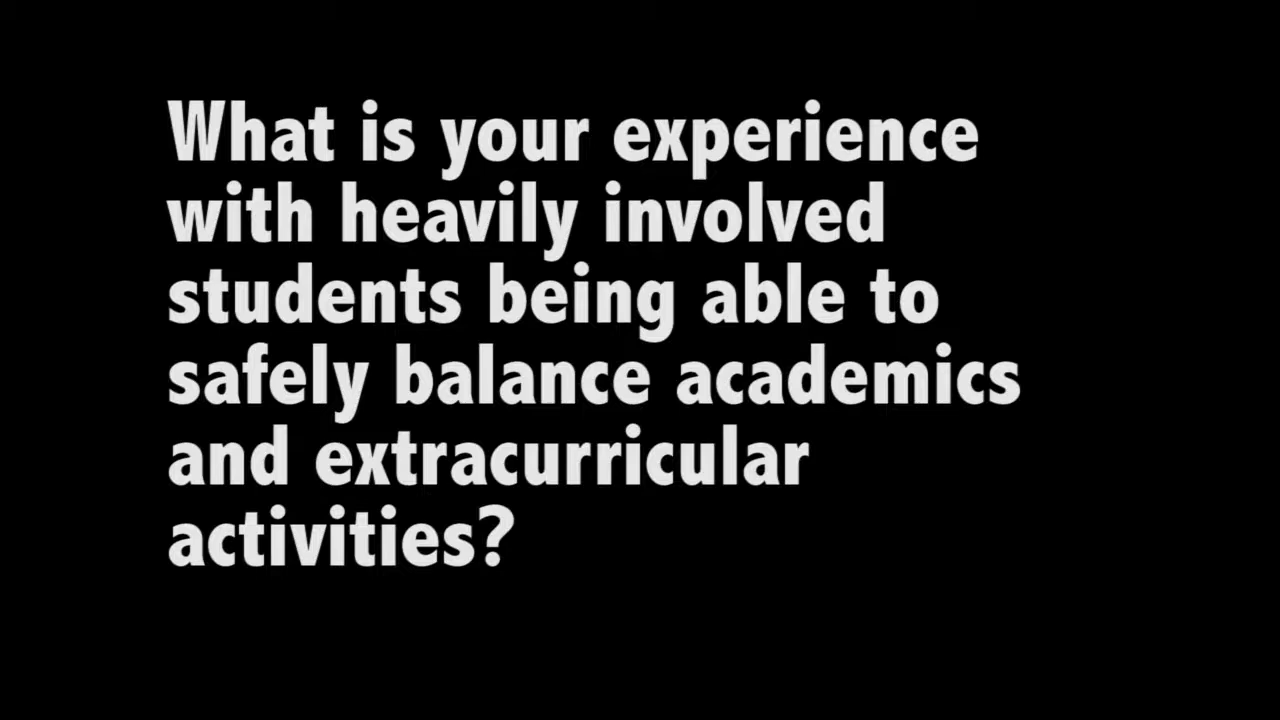 What is your experience
with heavily involved
students being able to
safely balance academics
and extracurricular
activities?